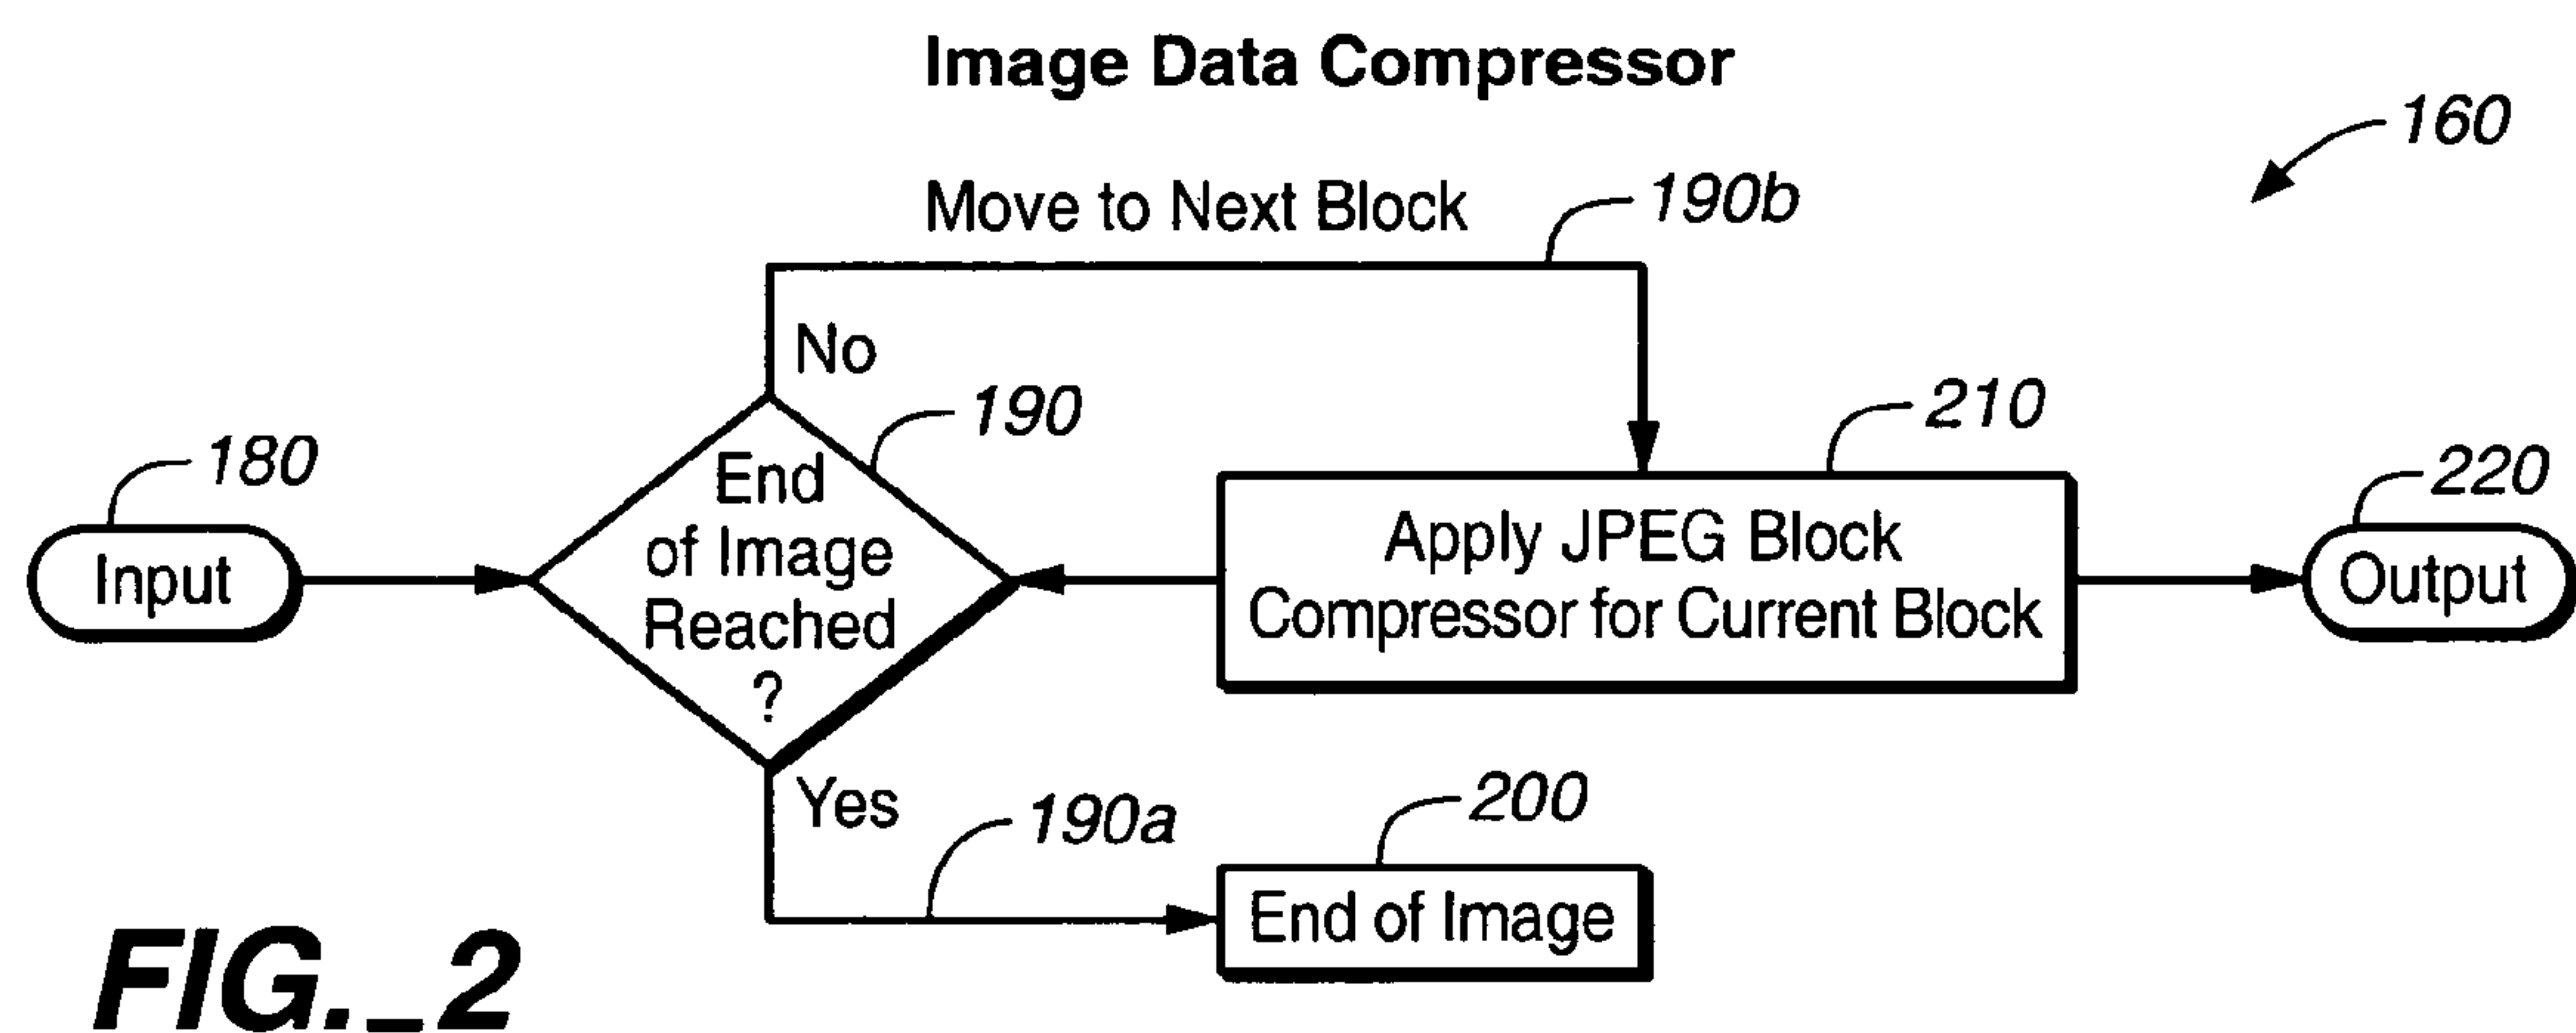 Image Data Compressor
160
Move to Next Block
190b
No
190
210
180
220
Input
End
of Image
Reached
?
Apply JPEG Block
Compressor for Current Block
Output
Yes
190a
200
End of Image
FIG._2